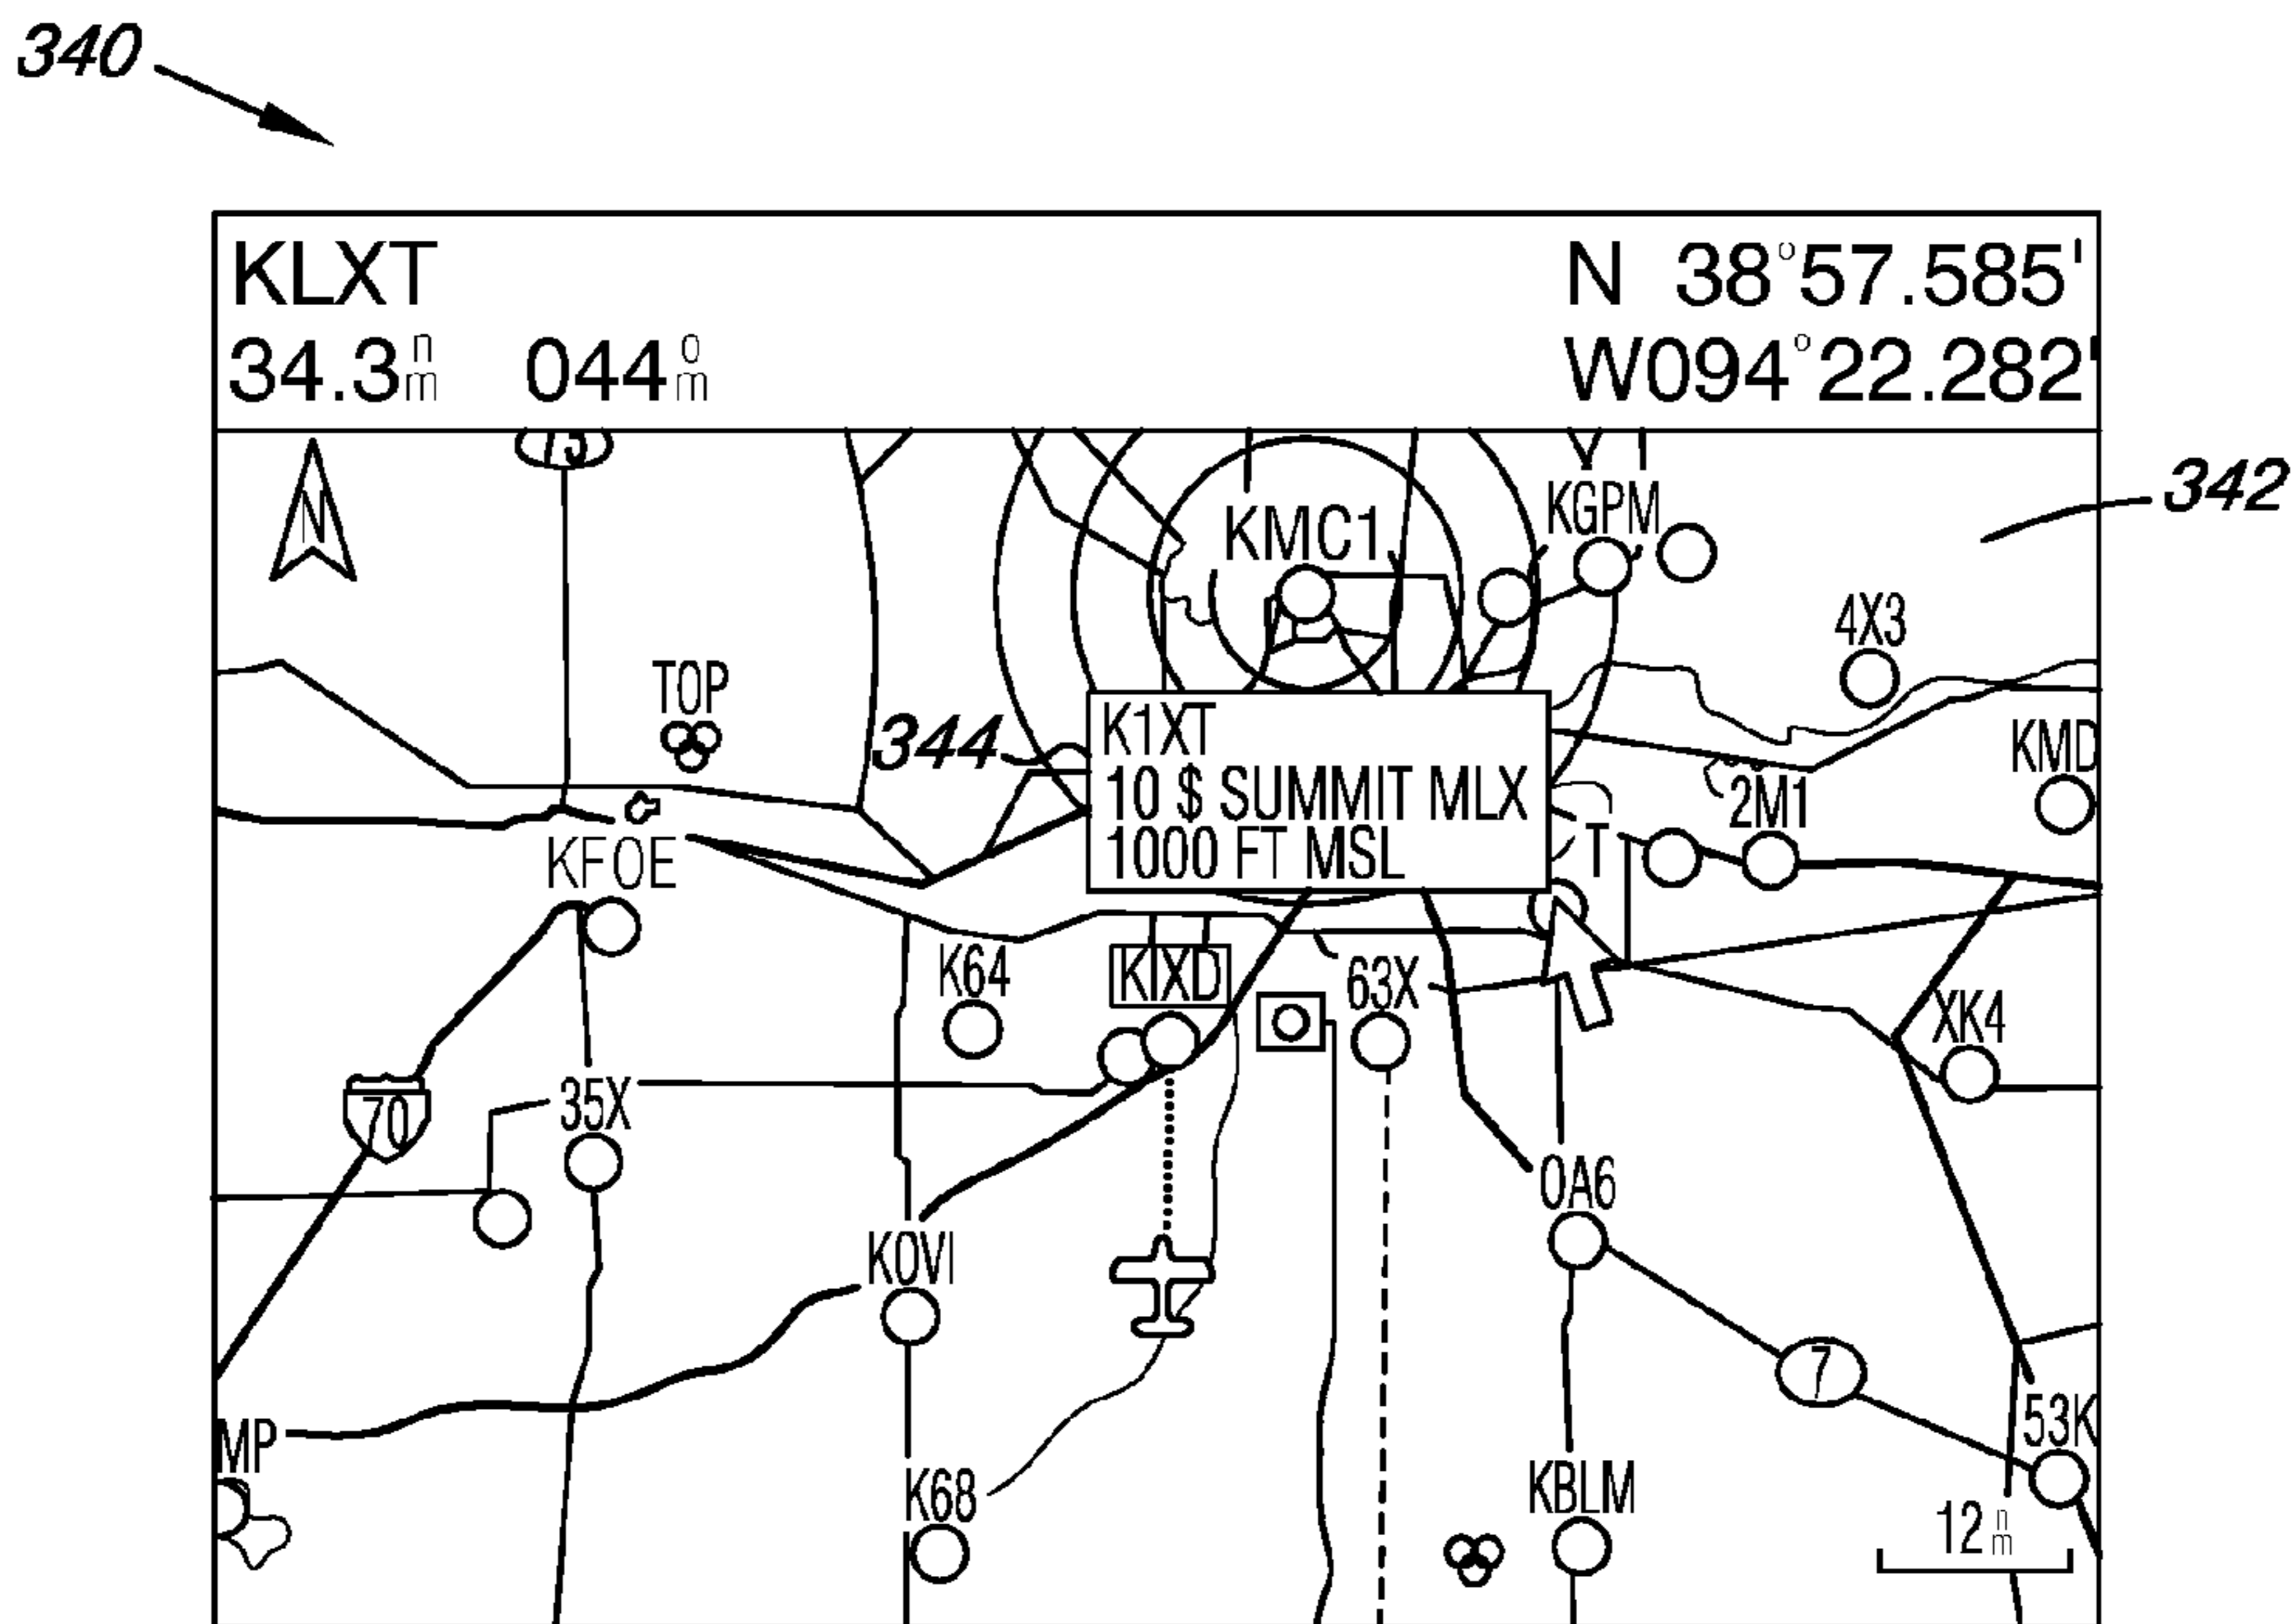 340
KLXT
N 38°57.585'
34.3nm 044°m
W094°22.282'
N
KMC1
KGPM
342
4X3
TOP
344
K1XT
10 $ SUMMIT MLX
1000 FT MSL
KMD
2M1
T
KFOE
K64
KIXD
63X
XK4
70
35X
0A6
KOVI
7
MP
53K
K68
KBLM
12nm